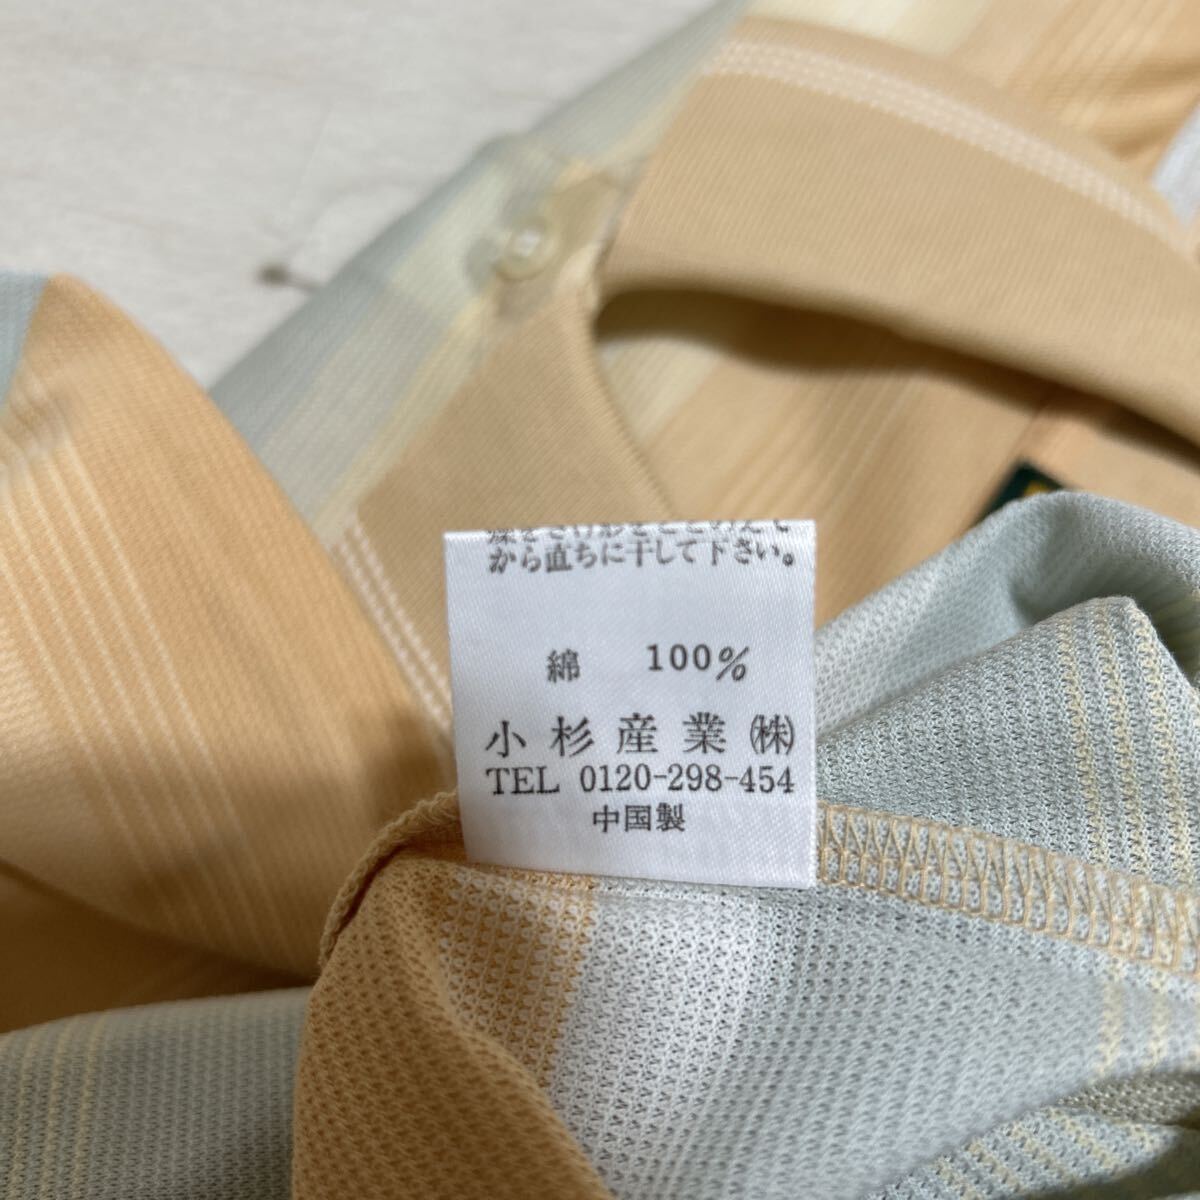 から直ちに干して下さい。
綿 100%
小杉産業㈱
TEL 0120-298-454
中国製